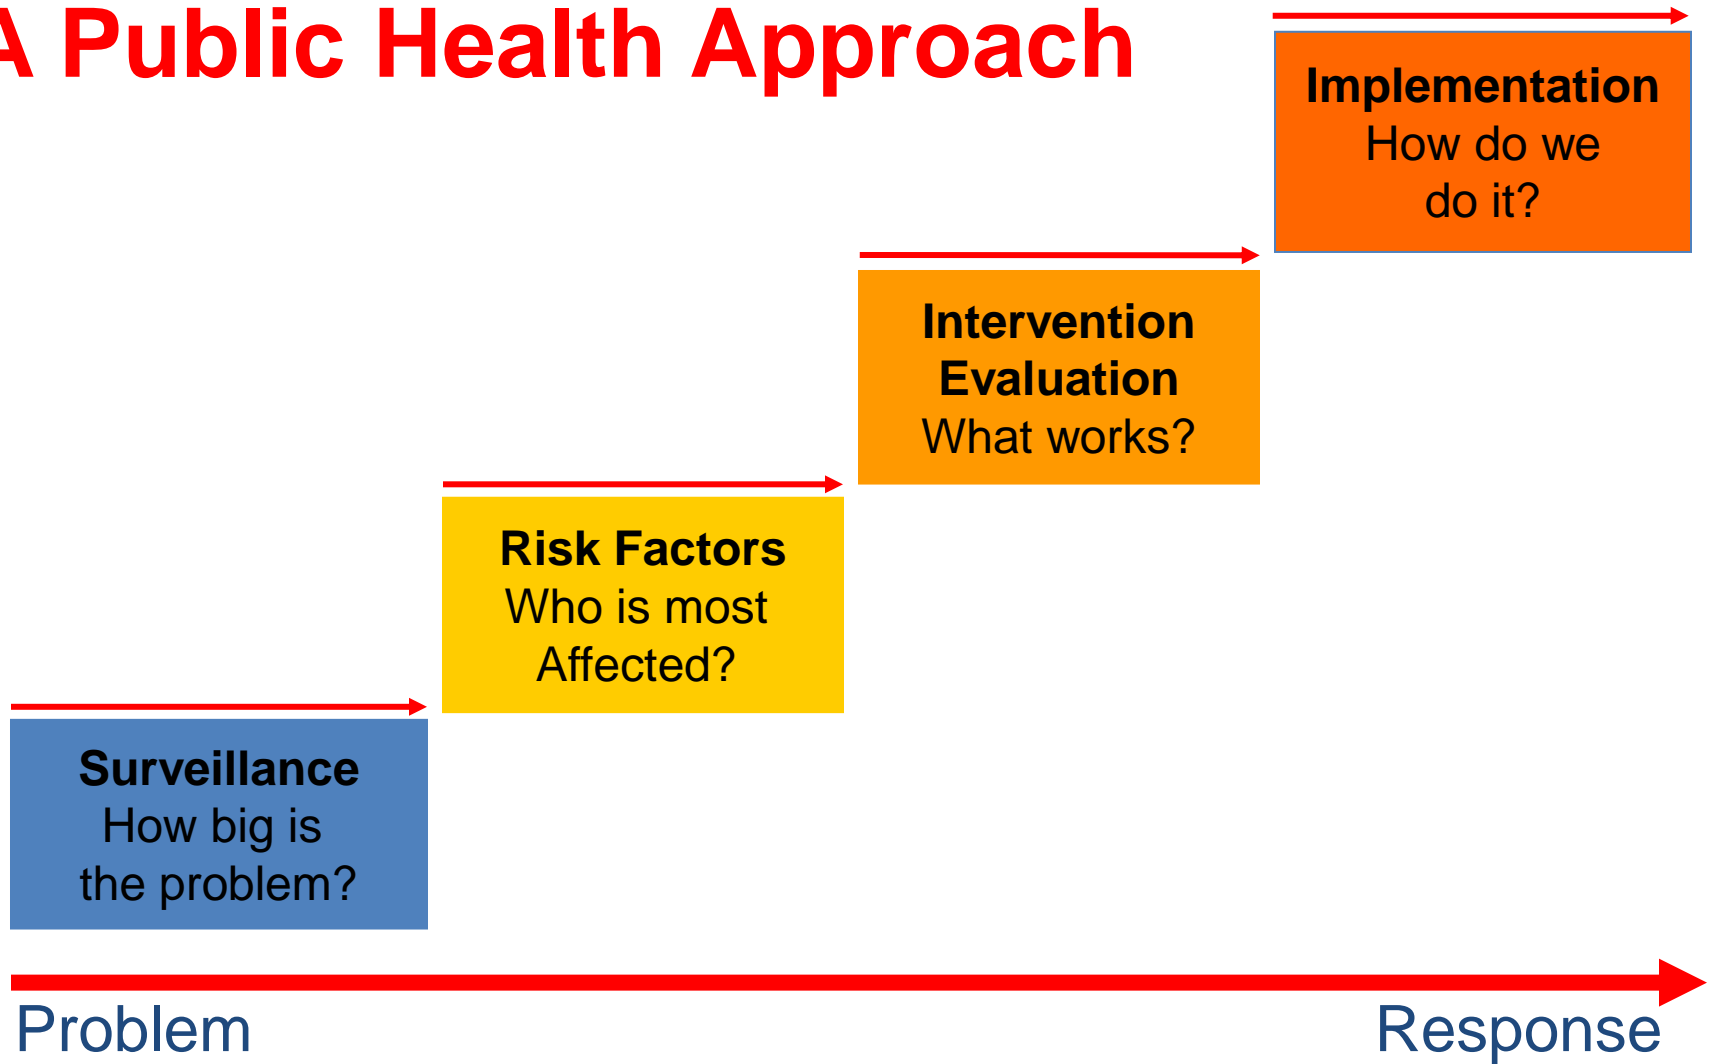 A Public Health Approach
Implementation
How do we
do it?
Intervention
Evaluation
What works?
Risk Factors
Who is most
Affected?
Surveillance
How big is
the problem?
Problem
Response